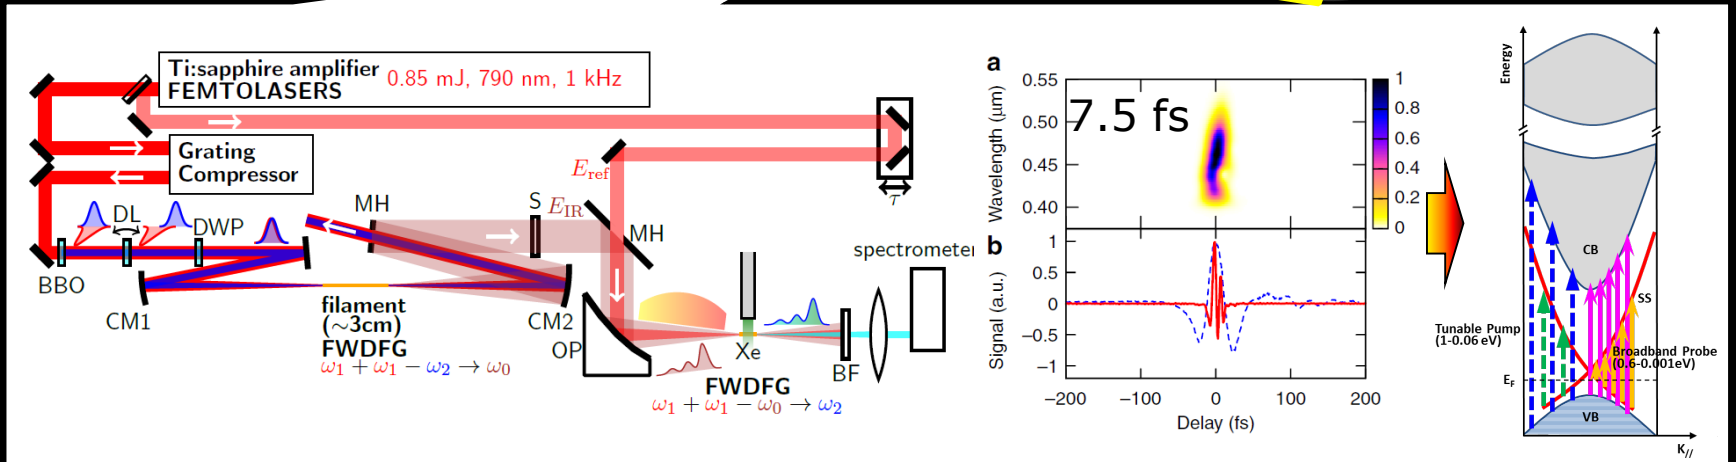 Ti:sapphire amplifier 0.85 mJ, 790 nm, 1 kHz
FEMTOLASERS
Grating
Compressor
E_ref
τ
DL
DWP
MH
S
E_IR
MH
BBO
CM1
filament
(~3cm)
FWDFG
ω₁ + ω₁ − ω₂ → ω₀
CM2
OP
Xe
BF
spectrometer
FWDFG
ω₁ + ω₁ − ω₀ → ω₂
a
7.5 fs
Wavelength (μm)
0.55
0.50
0.45
0.40
1
0.8
0.6
0.4
0.2
0
b
Signal (a.u.)
1
0.5
0
−0.5
−1
−200
−100
0
100
200
Delay (fs)
Energy
CB
SS
Tunable Pump
(1-0.06 eV)
Broadband Probe
(0.6-0.001eV)
E_F
VB
K_//